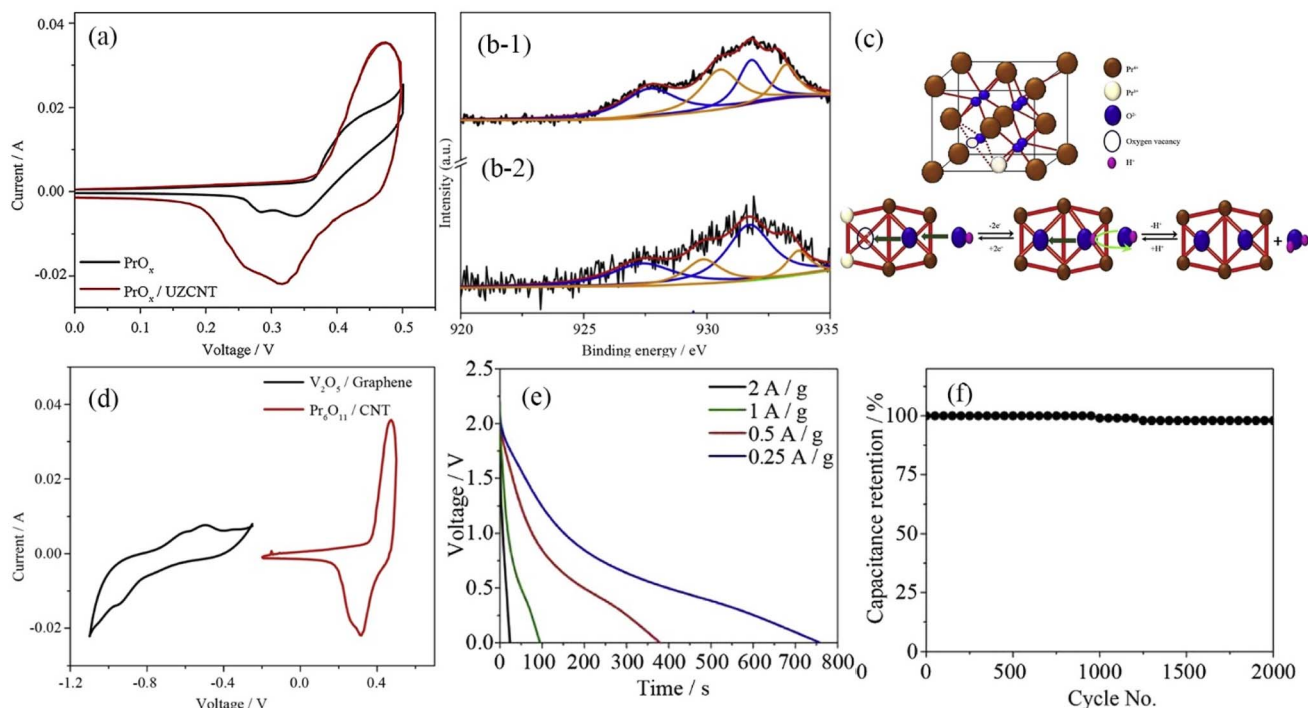 (a)
0.04
0.02
0.00
-0.02
Current / A
PrOx
PrOx / UZCNT
0.0 0.1 0.2 0.3 0.4 0.5
Voltage / V
(b-1)
(b-2)
Intensity (a.u.)
920 925 930 935
Binding energy / eV
(c)
Pr4+
Pr3+
O2-
Oxygen vacancy
H+
-2e-
+2e-
-H+
+H+
+
(d)
V2O5 / Graphene
Pr6O11 / CNT
0.04
0.02
0.00
-0.02
Current / A
-1.2 -0.8 -0.4 0.0 0.4
Voltage / V
(e)
2 A / g
1 A / g
0.5 A / g
0.25 A / g
2.5
2.0
1.5
1.0
0.5
0.0
Voltage / V
0 100 200 300 400 500 600 700 800
Time / s
(f)
100
75
50
25
0
Capacitance retention / %
0 500 1000 1500 2000
Cycle No.